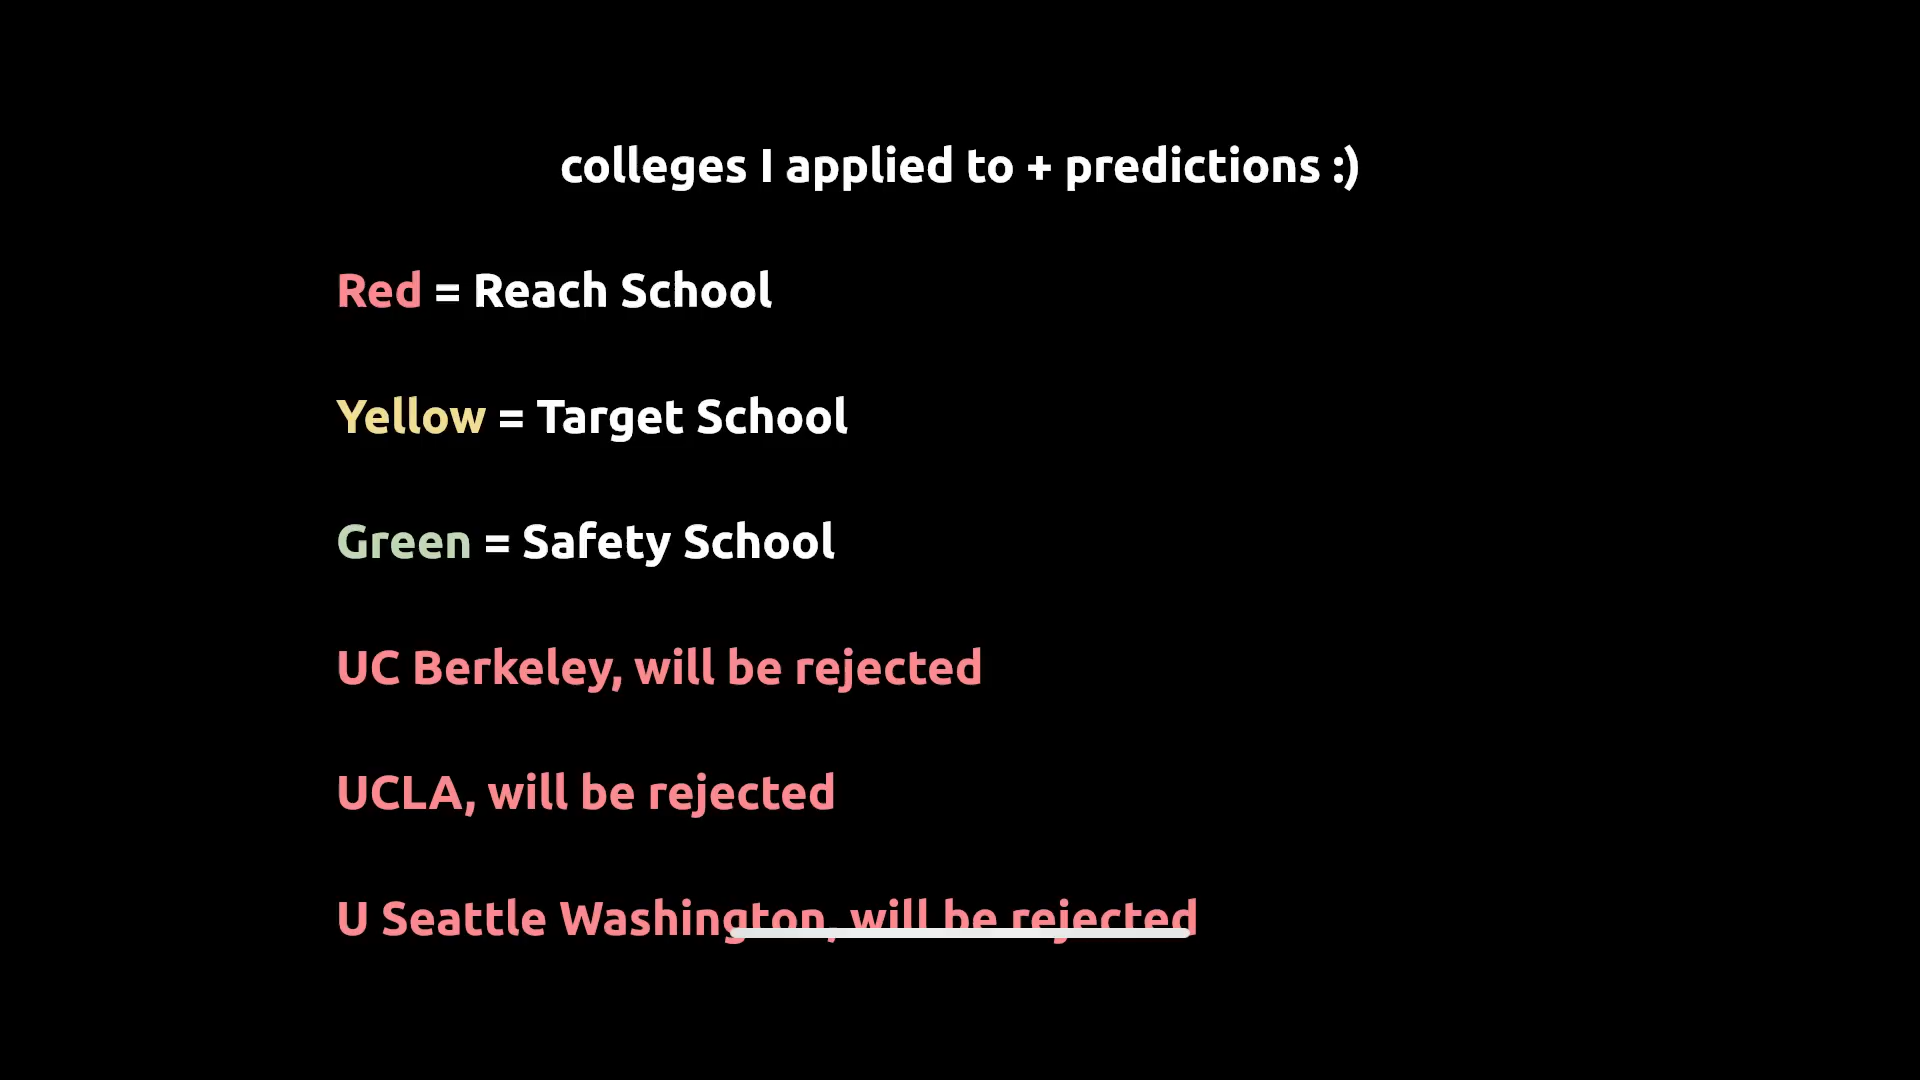 colleges I applied to + predictions :)
Red = Reach School
Yellow = Target School
Green = Safety School
UC Berkeley, will be rejected
UCLA, will be rejected
U Seattle Washington, will be rejected